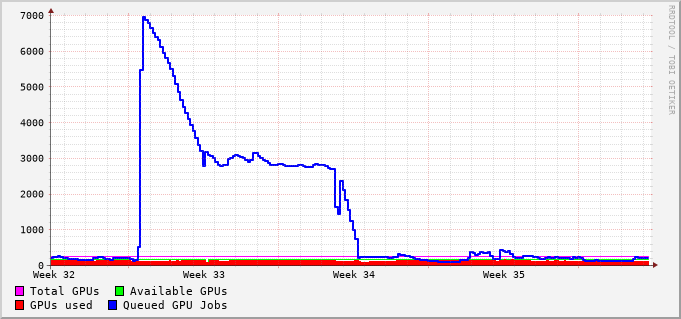 7000
6000
5000
4000
3000
2000
1000
0
Week 32 Week 33 Week 34 Week 35
Total GPUs Available GPUs
GPUs used Queued GPU Jobs
RRDTOOL / TOBI OETIKER